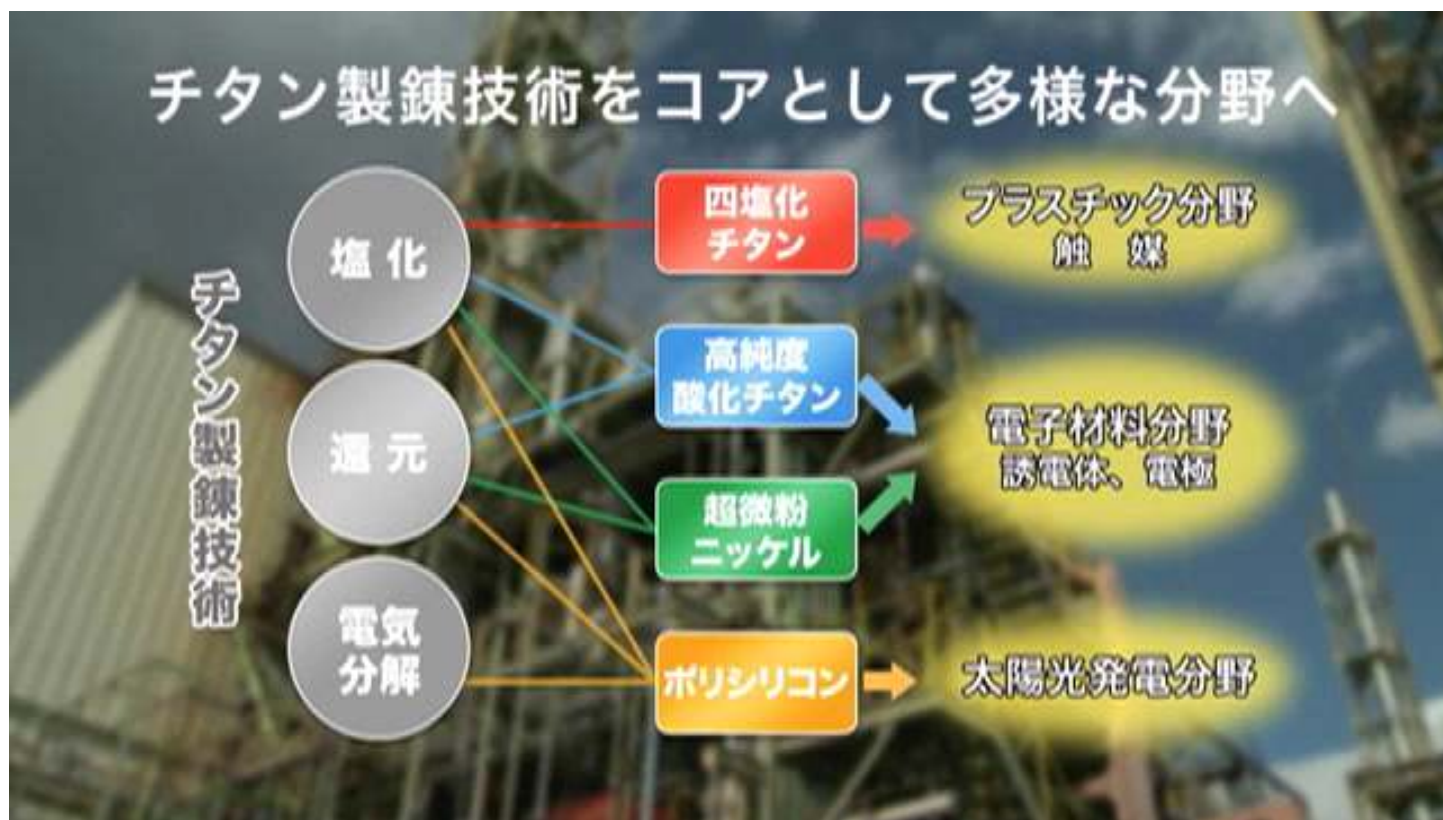 チタン製錬技術をコアとして多様な分野へ
チタン製錬技術
塩化
還元
電気
分解
四塩化
チタン
高純度
酸化チタン
超微粉
ニッケル
ポリシリコン
プラスチック分野
触 媒
電子材料分野
誘電体、電極
太陽光発電分野